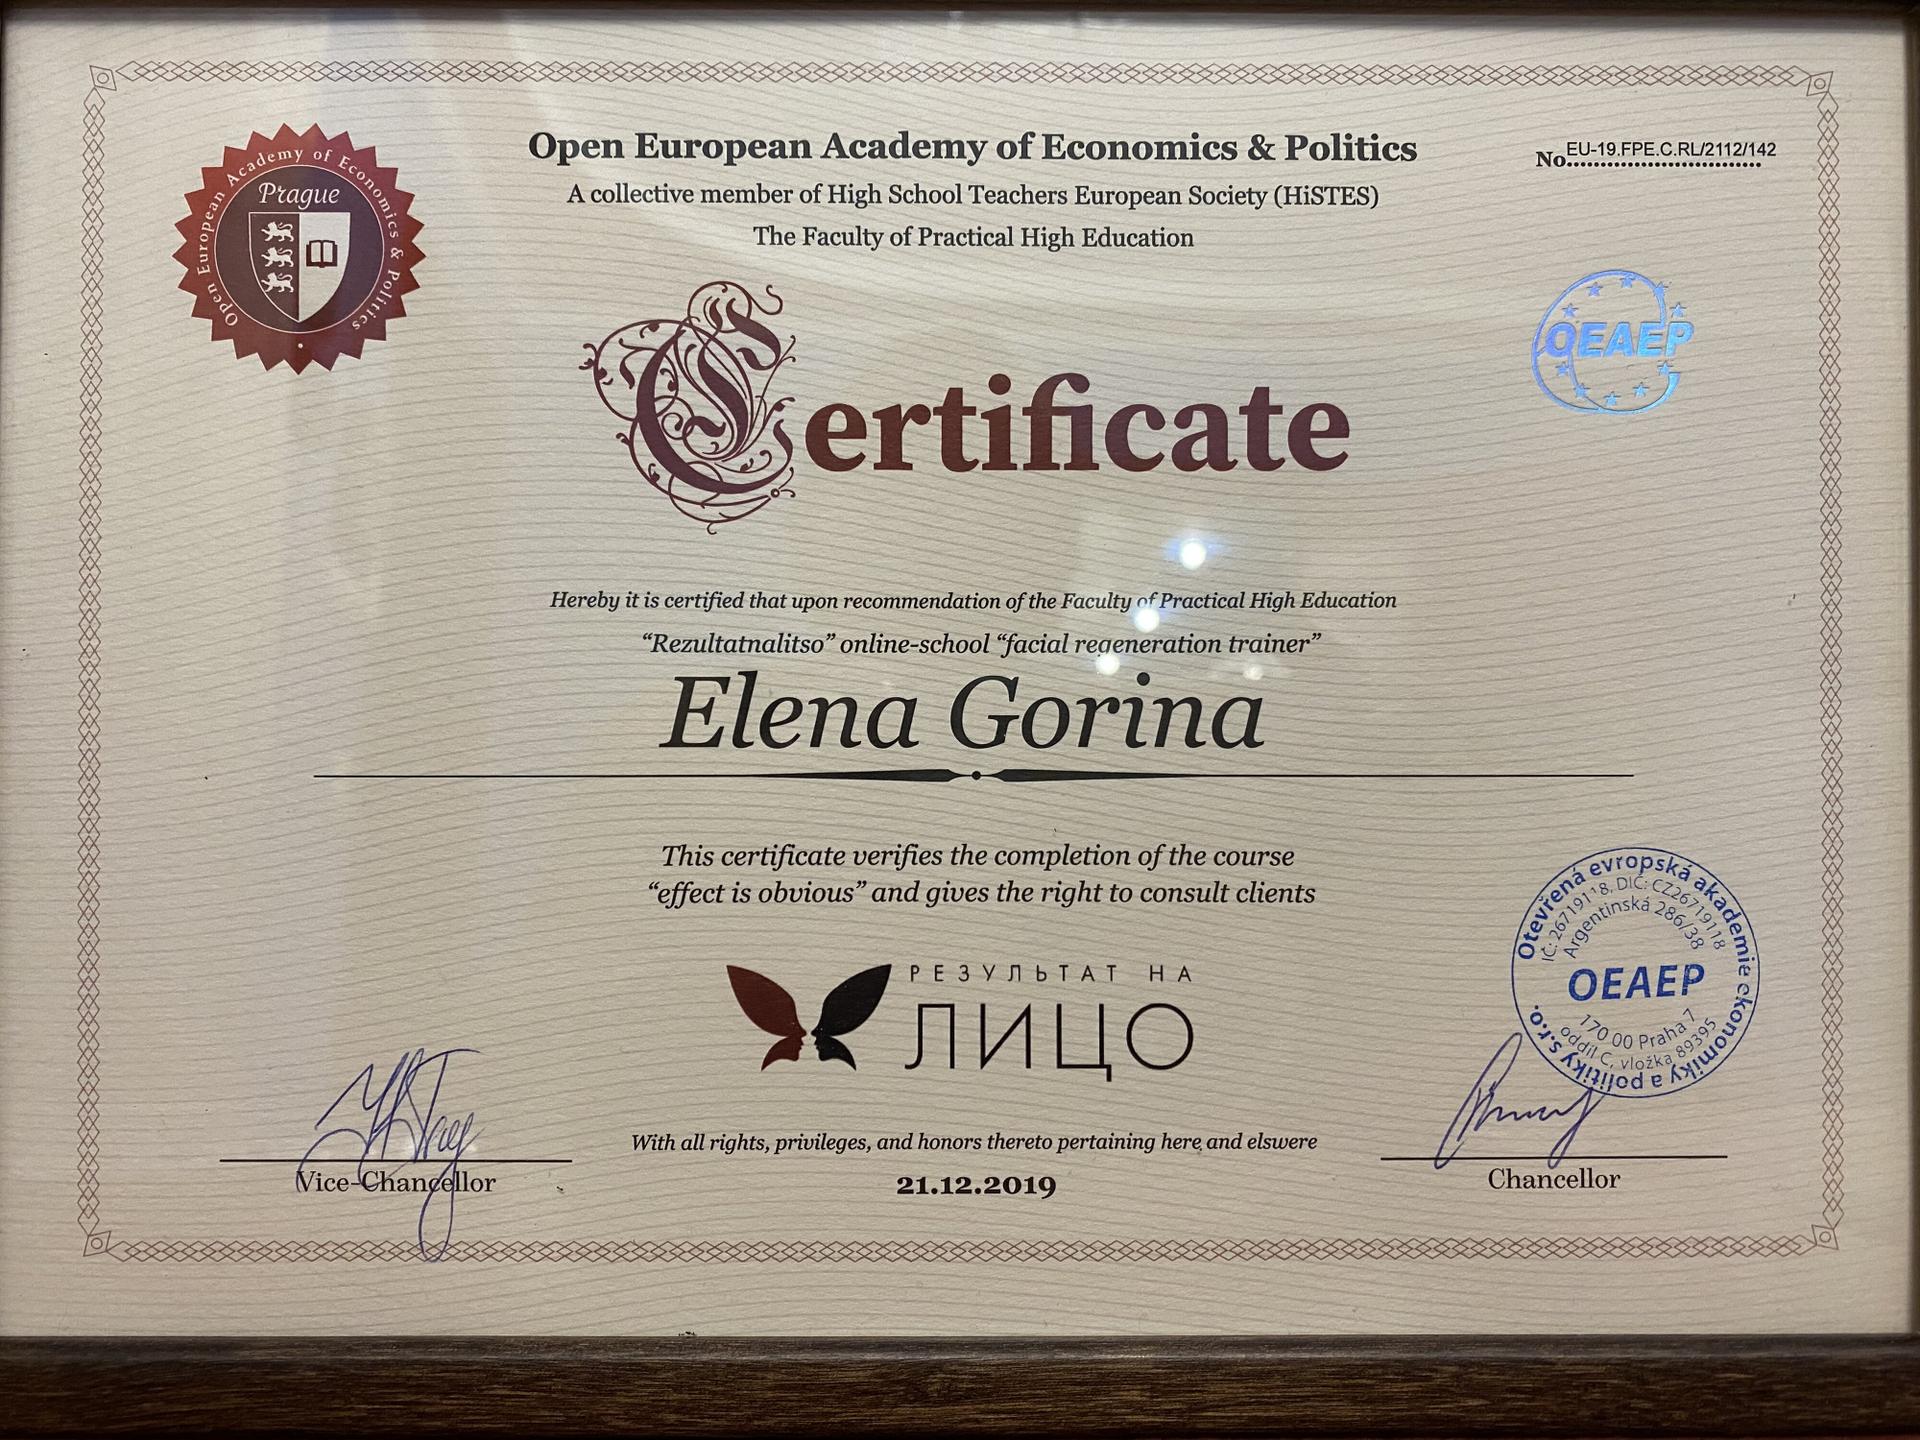 Open European Academy of Economics & Politics
Prague
Open European Academy of Economics & Politics
A collective member of High School Teachers European Society (HiSTES)
The Faculty of Practical High Education
No EU-19.FPE.C.RL/2112/142
OEAEP
Certificate
Hereby it is certified that upon recommendation of the Faculty of Practical High Education
“Rezultatnalitso” online-school “facial regeneration trainer”
Elena Gorina
This certificate verifies the completion of the course
“effect is obvious” and gives the right to consult clients
РЕЗУЛЬТАТ НА
ЛИЦО
Otevřená evropská akademie ekonomiky a politiky s.r.o.
IČ: 26719118, DIČ: CZ26719118
Argentinská 286/38
OEAEP
170 00 Praha 7
oddíl C, vložka 89395
With all rights, privileges, and honors thereto pertaining here and elswere
21.12.2019
Vice-Chancellor
Chancellor